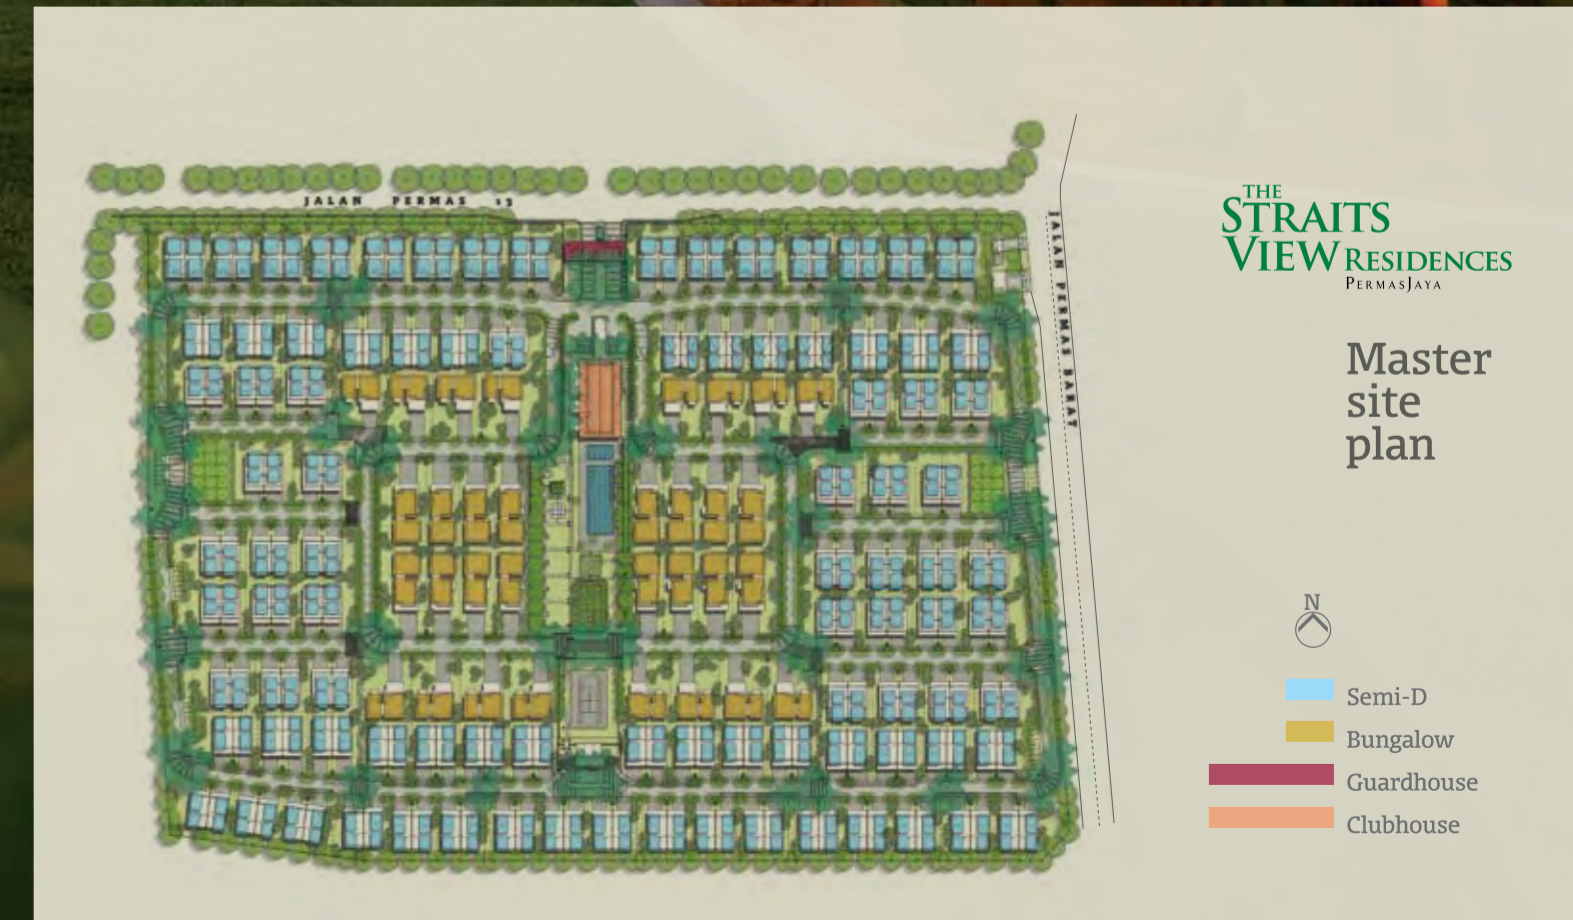 JALAN PERMAS 13
JALAN PERMAS BARAT
THE
STRAITS
VIEW RESIDENCES
PERMASJAYA
Master
site
plan
N
Semi-D
Bungalow
Guardhouse
Clubhouse